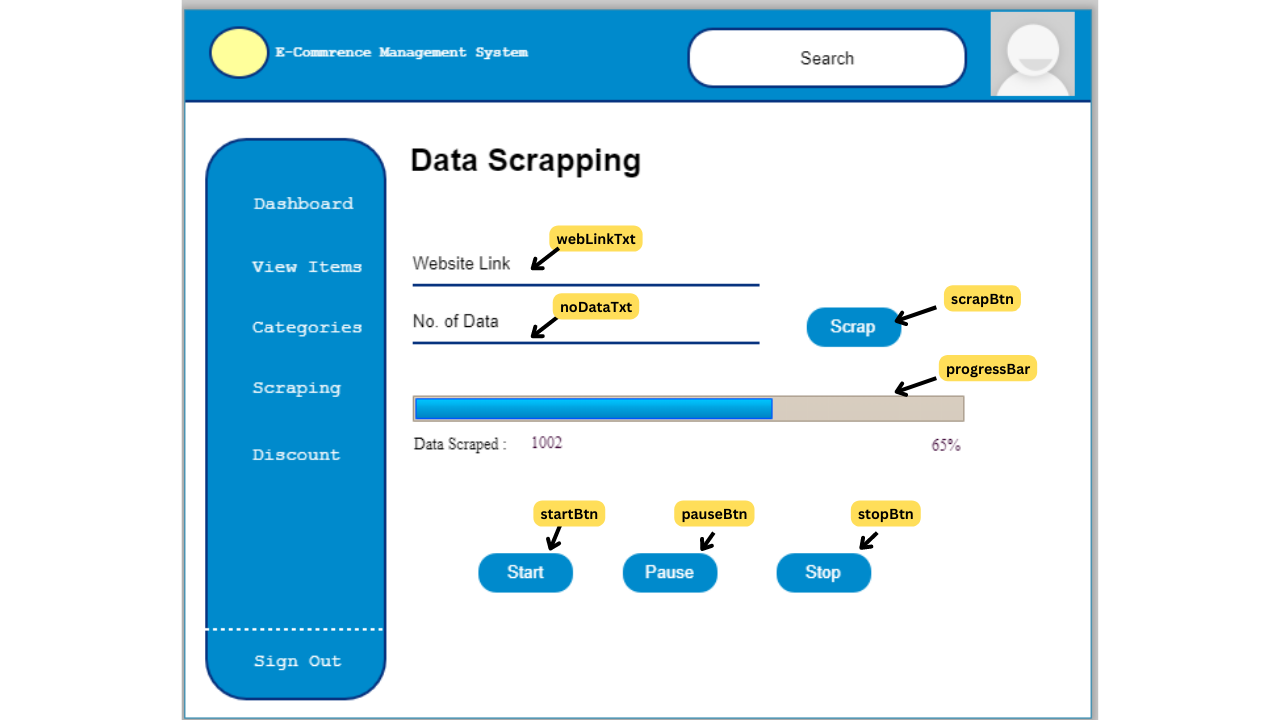 E-Commrence Management System
Search
Dashboard
View Items
Categories
Scraping
Discount
Sign Out
Data Scrapping
webLinkTxt
Website Link
noDataTxt
No. of Data
scrapBtn
Scrap
progressBar
Data Scraped : 1002 65%
startBtn pauseBtn stopBtn
Start Pause Stop